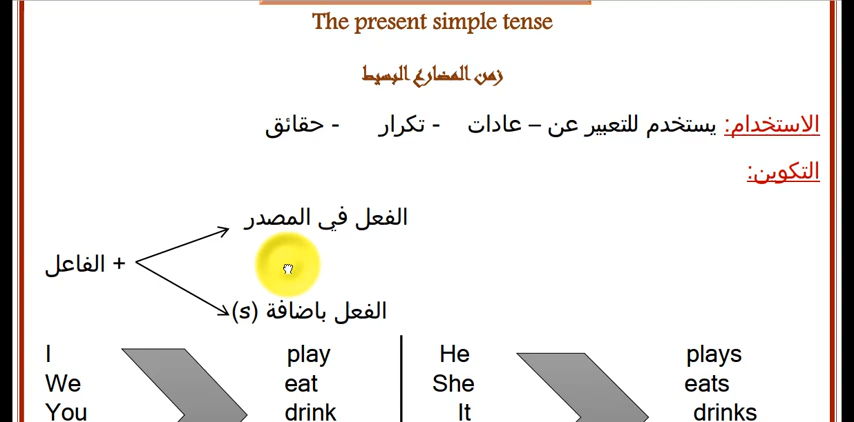 The present simple tense
زمن المضارع البسيط
الاستخدام: يستخدم للتعبير عن – عادات - تكرار - حقائق
التكوين:
الفعل في المصدر
الفاعل +
الفعل باضافة (s)
I play He plays
We eat She eats
You drink It drinks